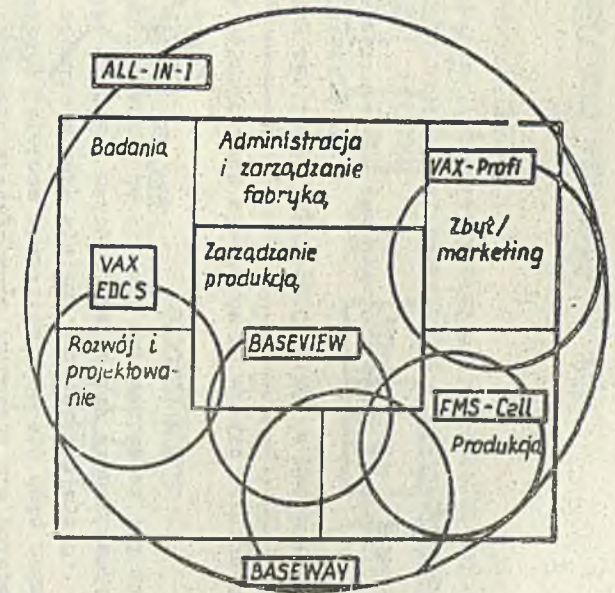 ALL-IN-1
Badania
Administracja
i zarządzanie
fabryką
VAX-Profi
Zbyt/
marketing
VAX
EDCS
Zarządzanie
produkcją
Rozwój i
projektowa-
nie
BASEVIEW
FMS-Cell
Produkcja
BASEWAY